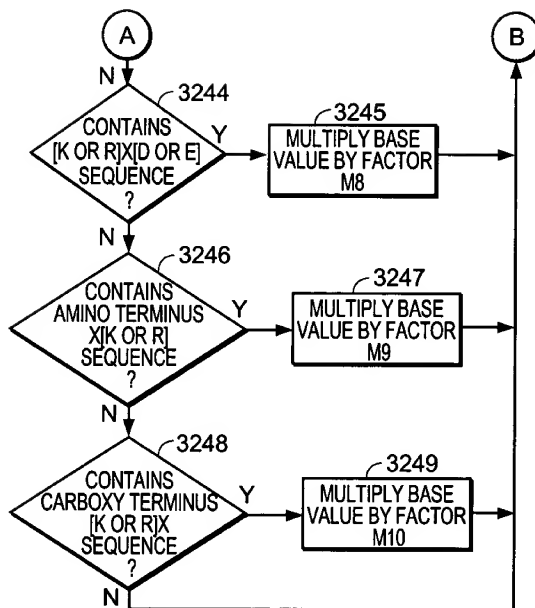 A
B
N
3244
CONTAINS
[K OR R]X[D OR E]
SEQUENCE
?
Y
3245
MULTIPLY BASE
VALUE BY FACTOR
M8
N
3246
CONTAINS
AMINO TERMINUS
X[K OR R]
SEQUENCE
?
Y
3247
MULTIPLY BASE
VALUE BY FACTOR
M9
N
3248
CONTAINS
CARBOXY TERMINUS
[K OR R]X
SEQUENCE
?
Y
3249
MULTIPLY BASE
VALUE BY FACTOR
M10
N